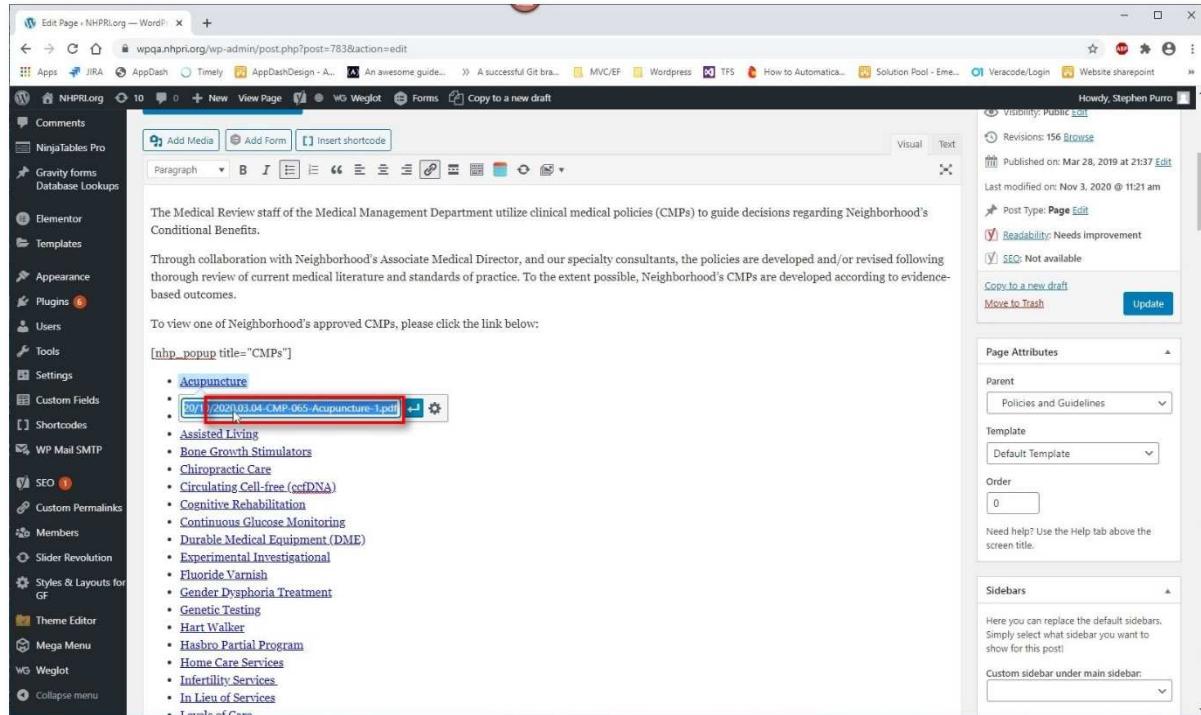 Edit Page ‹ NHPRI.org — WordPr
wpqa.nhpri.org/wp-admin/post.php?post=783&action=edit
Apps JIRA AppDash Timely AppDashDesign - A... An awesome guide... A successful Git bra... MVC/EF Wordpress TFS How to Automatica... Solution Pool - Eme... Veracode/Login Website sharepoint
NHPRI.org 10 0 New View Page Weglot Forms Copy to a new draft Howdy, Stephen Purro
Comments
NinjaTables Pro
Gravity forms
Database Lookups
Elementor
Templates
Appearance
Plugins 6
Users
Tools
Settings
Custom Fields
Shortcodes
WP Mail SMTP
SEO 1
Custom Permalinks
Members
Slider Revolution
Styles & Layouts for
GF
Theme Editor
Mega Menu
WG Weglot
Collapse menu
Add Media Add Form Insert shortcode
Visual Text
Paragraph
The Medical Review staff of the Medical Management Department utilize clinical medical policies (CMPs) to guide decisions regarding Neighborhood's
Conditional Benefits.
Through collaboration with Neighborhood's Associate Medical Director, and our specialty consultants, the policies are developed and/or revised following
thorough review of current medical literature and standards of practice. To the extent possible, Neighborhood's CMPs are developed according to evidence-
based outcomes.
To view one of Neighborhood's approved CMPs, please click the link below:
[nhp_popup title="CMPs"]
Acupuncture
20/10/2020.03.04-CMP-065-Acupuncture-1.pdf
Assisted Living
Bone Growth Stimulators
Chiropractic Care
Circulating Cell-free (ccfDNA)
Cognitive Rehabilitation
Continuous Glucose Monitoring
Durable Medical Equipment (DME)
Experimental Investigational
Fluoride Varnish
Gender Dysphoria Treatment
Genetic Testing
Hart Walker
Hasbro Partial Program
Home Care Services
Infertility Services
In Lieu of Services
Levels of Care
Visibility: Public Edit
Revisions: 156 Browse
Published on: Mar 28, 2019 at 21:37 Edit
Last modified on: Nov 3, 2020 @ 11:21 am
Post Type: Page Edit
Readability: Needs improvement
SEO: Not available
Copy to a new draft
Move to Trash Update
Page Attributes
Parent
Policies and Guidelines
Template
Default Template
Order
0
Need help? Use the Help tab above the
screen title.
Sidebars
Here you can replace the default sidebars.
Simply select what sidebar you want to
show for this post!
Custom sidebar under main sidebar: